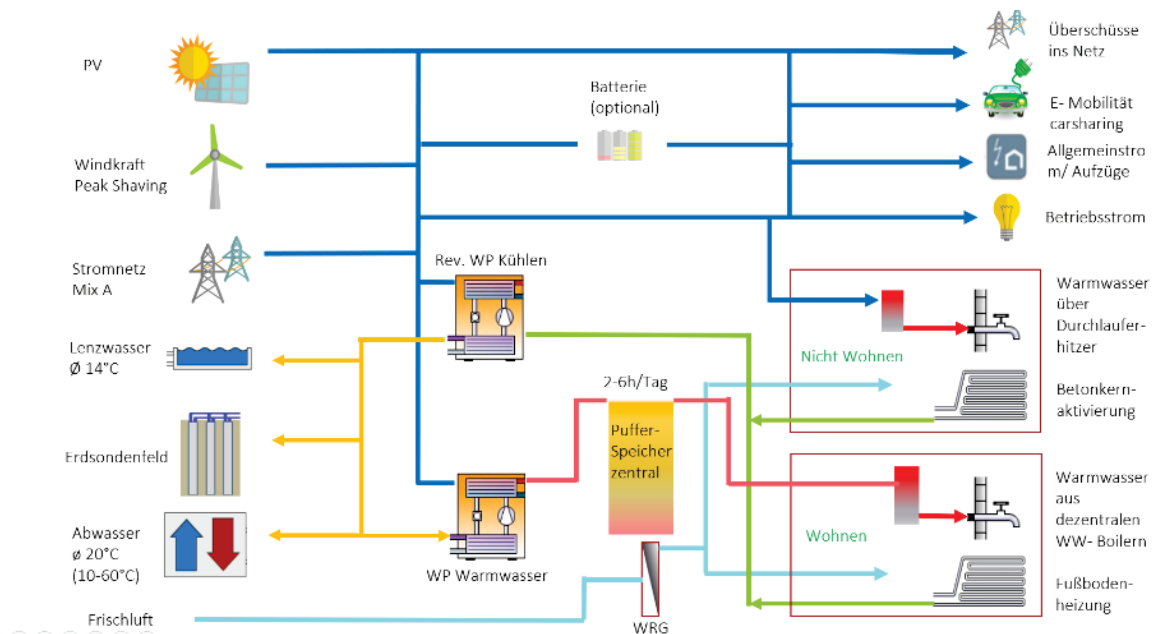 PV
Windkraft
Peak Shaving
Stromnetz
Mix A
Lenzwasser
Ø 14°C
Erdsondenfeld
Abwasser
ø 20°C
(10-60°C)
Frischluft
Batterie
(optional)
Rev. WP Kühlen
2-6h/Tag
Puffer-
Speicher
zentral
WP Warmwasser
WRG
Überschüsse
ins Netz
E- Mobilität
carsharing
Allgemeinstro
m/ Aufzüge
Betriebsstrom
Nicht Wohnen
Warmwasser
über
Durchlaufer-
hitzer
Betonkern-
aktivierung
Wohnen
Warmwasser
aus
dezentralen
WW- Boilern
Fußboden-
heizung